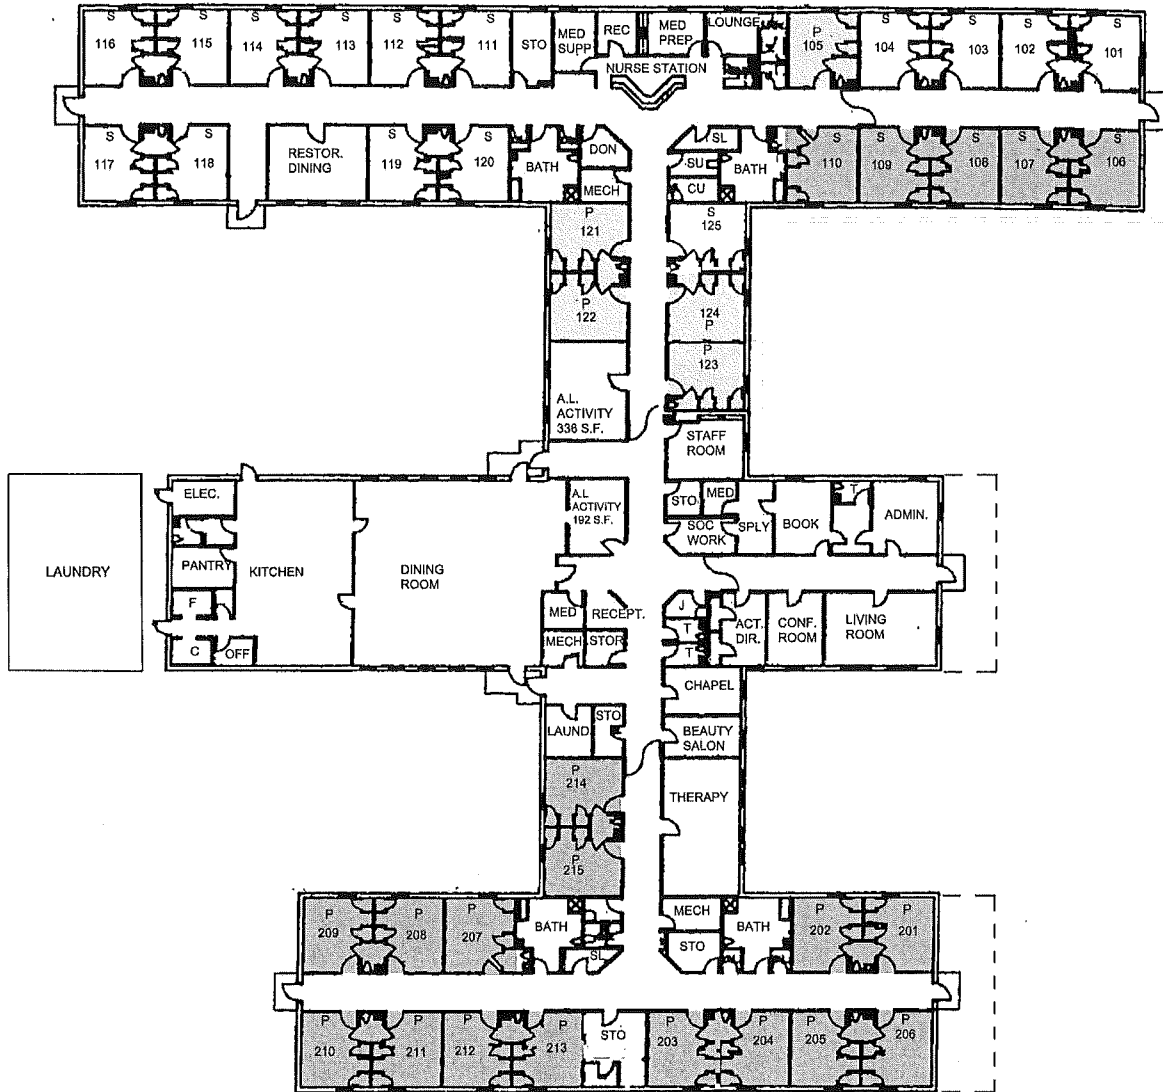 S
116
S
115
S
114
S
113
S
112
S
111
STO
MED
SUPP
REC
MED
PREP
LOUNGE
P
105
S
104
S
103
S
102
S
101
NURSE STATION
S
117
S
118
RESTOR.
DINING
S
119
S
120
BATH
DON
MECH
SL
SU
CU
BATH
S
110
S
109
S
108
S
107
S
106
P
121
S
125
P
122
124
P
P
123
A.L.
ACTIVITY
336 S.F.
STAFF
ROOM
LAUNDRY
ELEC.
PANTRY
KITCHEN
F
C
OFF
DINING
ROOM
A.L
ACTIVITY
192 S.F.
STO
MED
SOC
WORK
SPLY
BOOK
T
ADMIN.
MED
RECEPT.
MECH
STOR
J
T
T
ACT.
DIR.
CONF.
ROOM
LIVING
ROOM
CHAPEL
LAUND.
STO
BEAUTY
SALON
P
214
THERAPY
P
215
P
209
P
208
P
207
BATH
SL
MECH
STO
BATH
P
202
P
201
P
210
P
211
P
212
P
213
STO
P
203
P
204
P
205
P
206